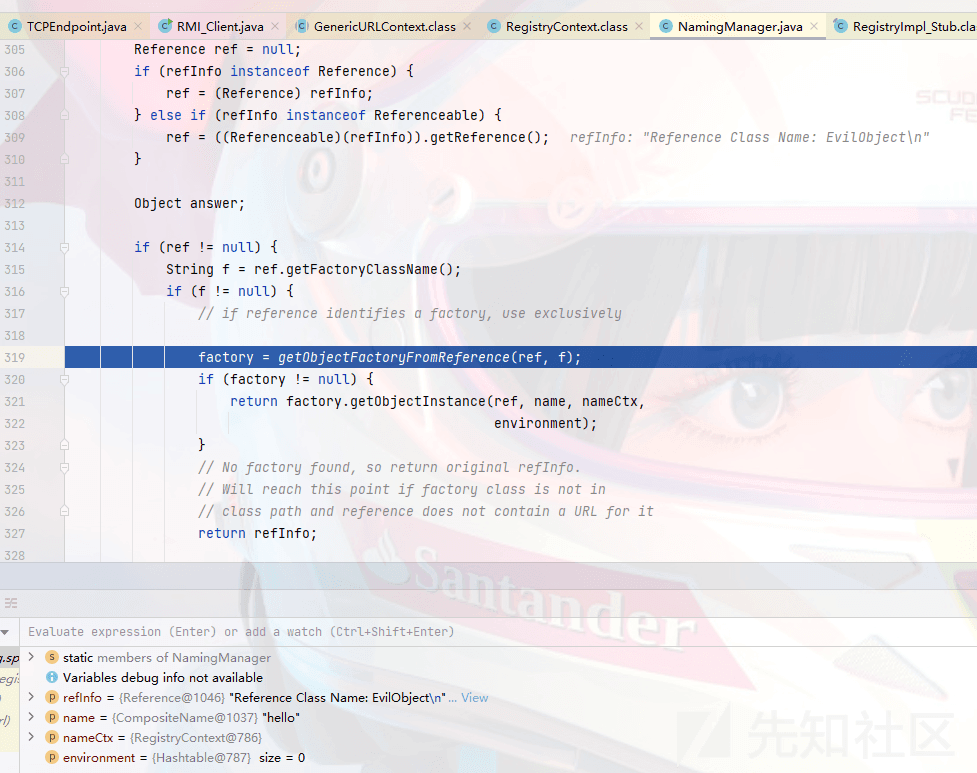 TCPEndpoint.java RMI_Client.java GenericURLContext.class RegistryContext.class NamingManager.java RegistryImpl_Stub.cla
305 Reference ref = null;
306 if (refInfo instanceof Reference) {
307 ref = (Reference) refInfo;
308 } else if (refInfo instanceof Referenceable) {
309 ref = ((Referenceable)(refInfo)).getReference(); refInfo: "Reference Class Name: EvilObject\n"
310 }
311
312 Object answer;
313
314 if (ref != null) {
315 String f = ref.getFactoryClassName();
316 if (f != null) {
317 // if reference identifies a factory, use exclusively
318
319 factory = getObjectFactoryFromReference(ref, f);
320 if (factory != null) {
321 return factory.getObjectInstance(ref, name, nameCtx,
322 environment);
323 }
324 // No factory found, so return original refInfo.
325 // Will reach this point if factory class is not in
326 // class path and reference does not contain a URL for it
327 return refInfo;
328
SCUD
FE
Santander
Evaluate expression (Enter) or add a watch (Ctrl+Shift+Enter)
static members of NamingManager
Variables debug info not available
refInfo = {Reference@1046} "Reference Class Name: EvilObject\n" ... View
name = {CompositeName@1037} "hello"
nameCtx = {RegistryContext@786}
environment = {Hashtable@787} size = 0
先知社区